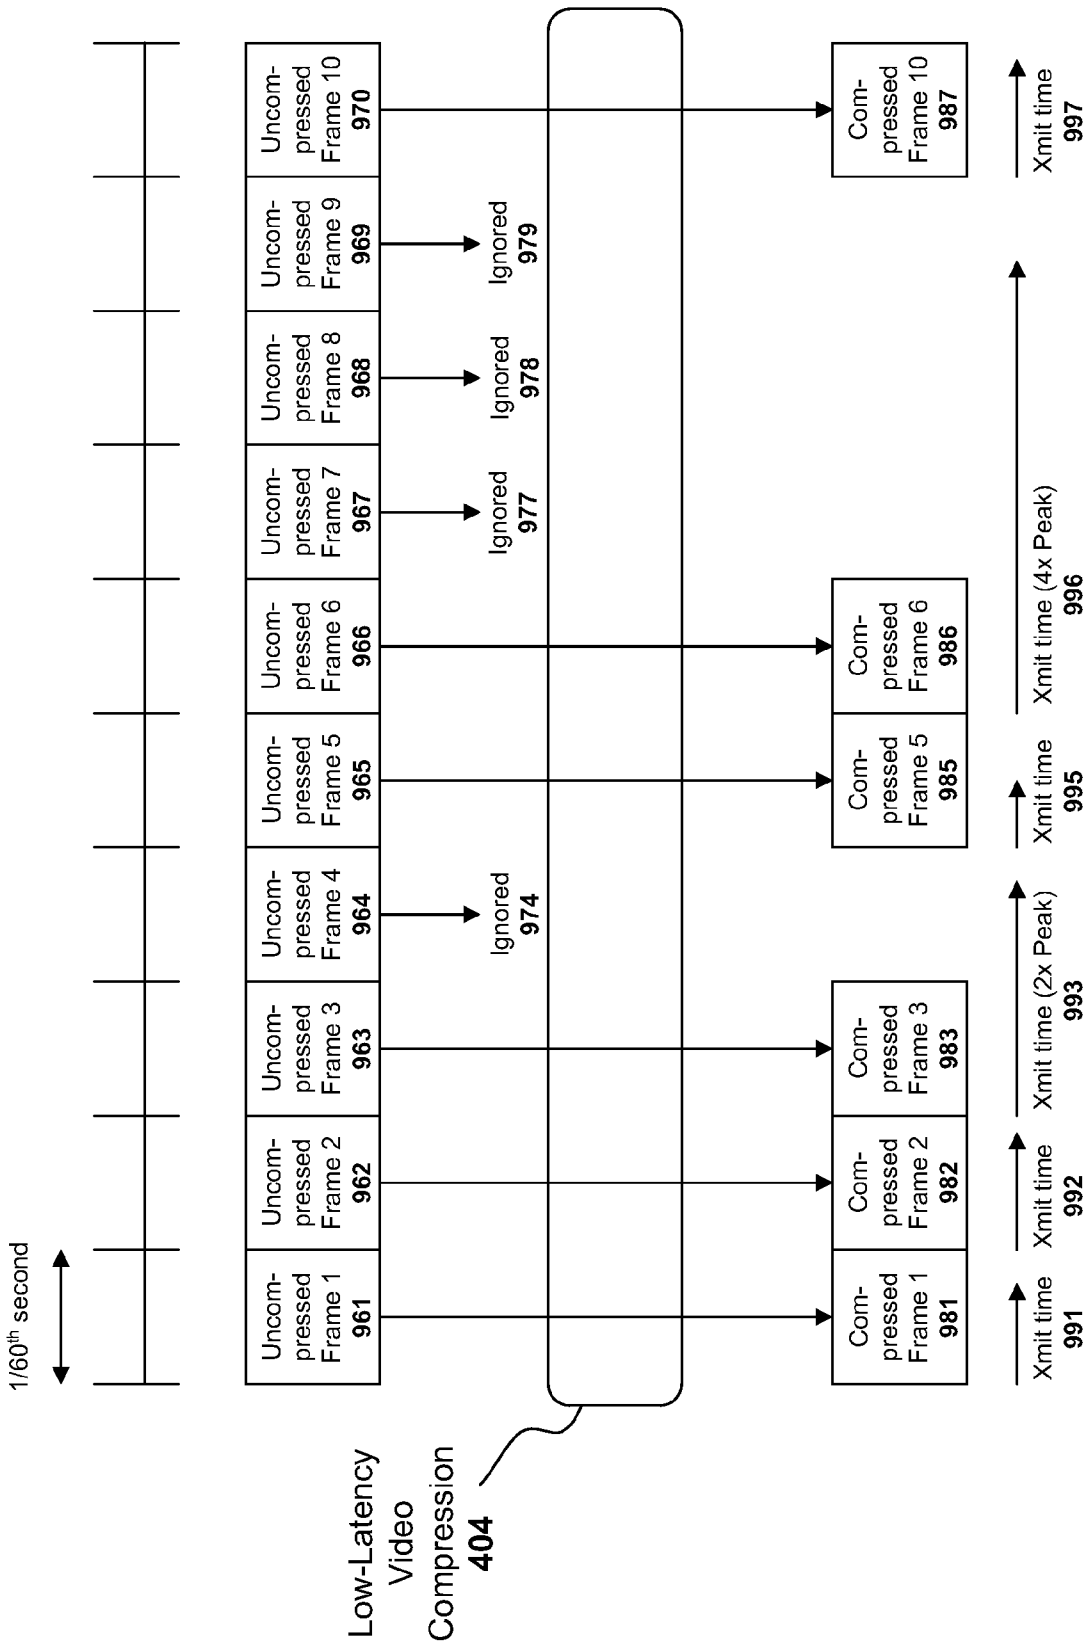 1/60th second
Uncom-
pressed
Frame 1
961
Uncom-
pressed
Frame 2
962
Uncom-
pressed
Frame 3
963
Uncom-
pressed
Frame 4
964
Uncom-
pressed
Frame 5
965
Uncom-
pressed
Frame 6
966
Uncom-
pressed
Frame 7
967
Uncom-
pressed
Frame 8
968
Uncom-
pressed
Frame 9
969
Uncom-
pressed
Frame 10
970
Ignored
974
Ignored
977
Ignored
978
Ignored
979
Low-Latency
Video
Compression
404
Com-
pressed
Frame 1
981
Com-
pressed
Frame 2
982
Com-
pressed
Frame 3
983
Com-
pressed
Frame 5
985
Com-
pressed
Frame 6
986
Com-
pressed
Frame 10
987
Xmit time
991
Xmit time
992
Xmit time (2x Peak)
993
Xmit time
995
Xmit time (4x Peak)
996
Xmit time
997